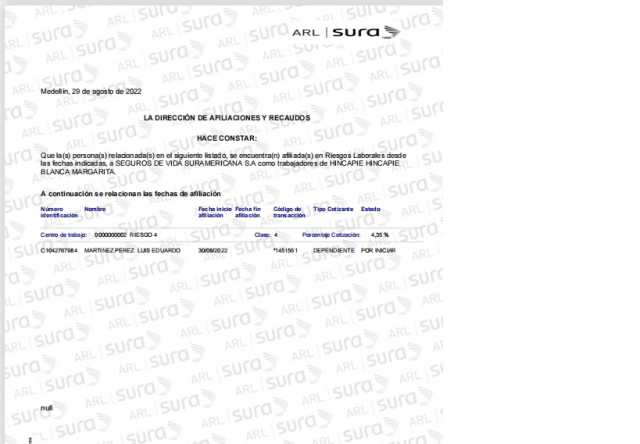 ARL | sura
Medellín, 29 de agosto de 2022
LA DIRECCIÓN DE AFILIACIONES Y RECAUDOS
HACE CONSTAR:
Que la(s) persona(s) relacionada(s) en el siguiente listado, se encuentra(n) afiliada(s) en Riesgos Laborales desde
las fechas indicadas, a SEGUROS DE VIDA SURAMERICANA S.A como trabajadores de HINCAPIE HINCAPIE
BLANCA MARGARITA.
A continuación se relacionan las fechas de afiliación
Número identificación Nombre Fecha inicio afiliación Fecha fin afiliación Código de transacción Tipo Cotizante Estado
Centro de trabajo: 0000000002 RIESGO 4 Clase: 4 Porcentaje Cotización: 4,35 %
C1042767984 MARTINEZ PEREZ LUIS EDUARDO 30/08/2022 *1451561 DEPENDIENTE POR INICIAR
null